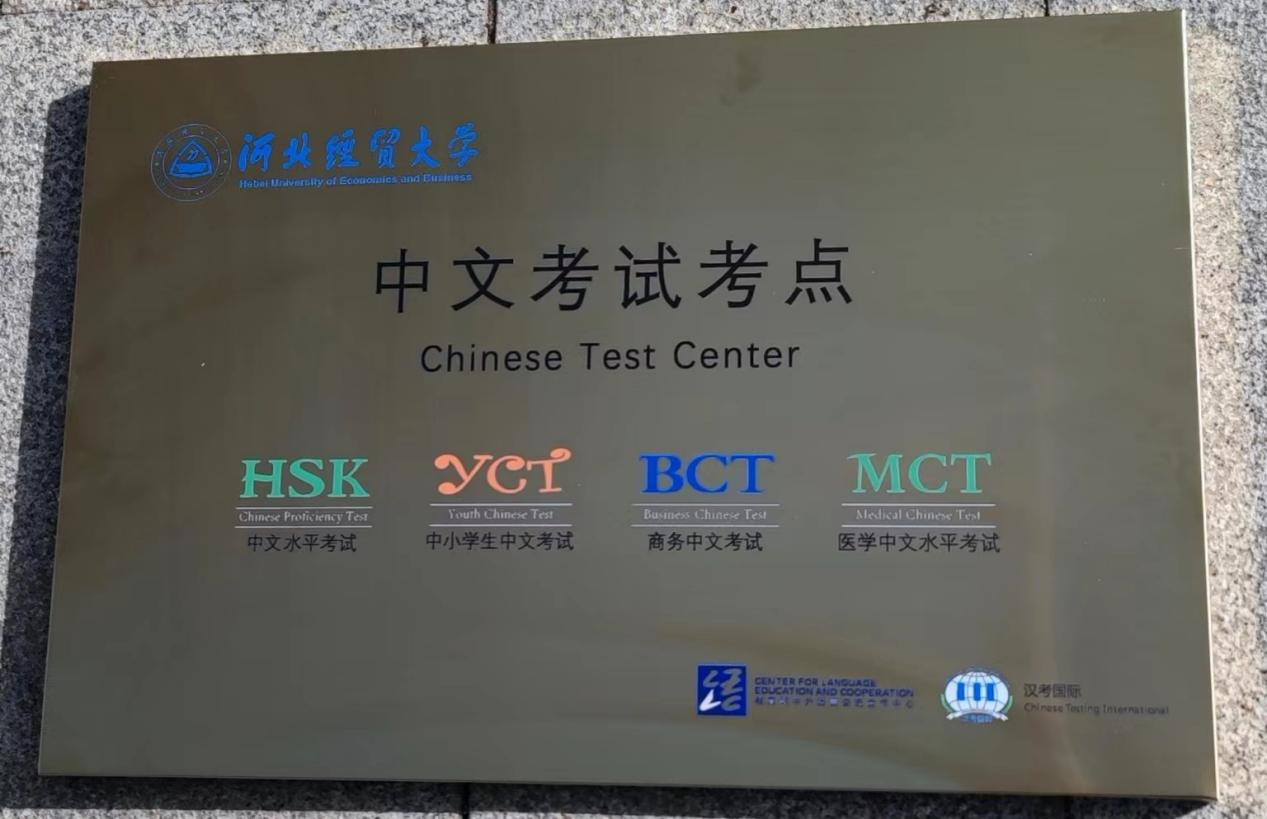 河北经贸大学
Hebei University of Economics and Business
中文考试考点
Chinese Test Center
HSK
Chinese Proficiency Test
中文水平考试
YCT
Youth Chinese Test
中小学生中文考试
BCT
Business Chinese Test
商务中文考试
MCT
Medical Chinese Test
医学中文水平考试
CENTER FOR LANGUAGE
EDUCATION AND COOPERATION
汉考国际
Chinese Testing International